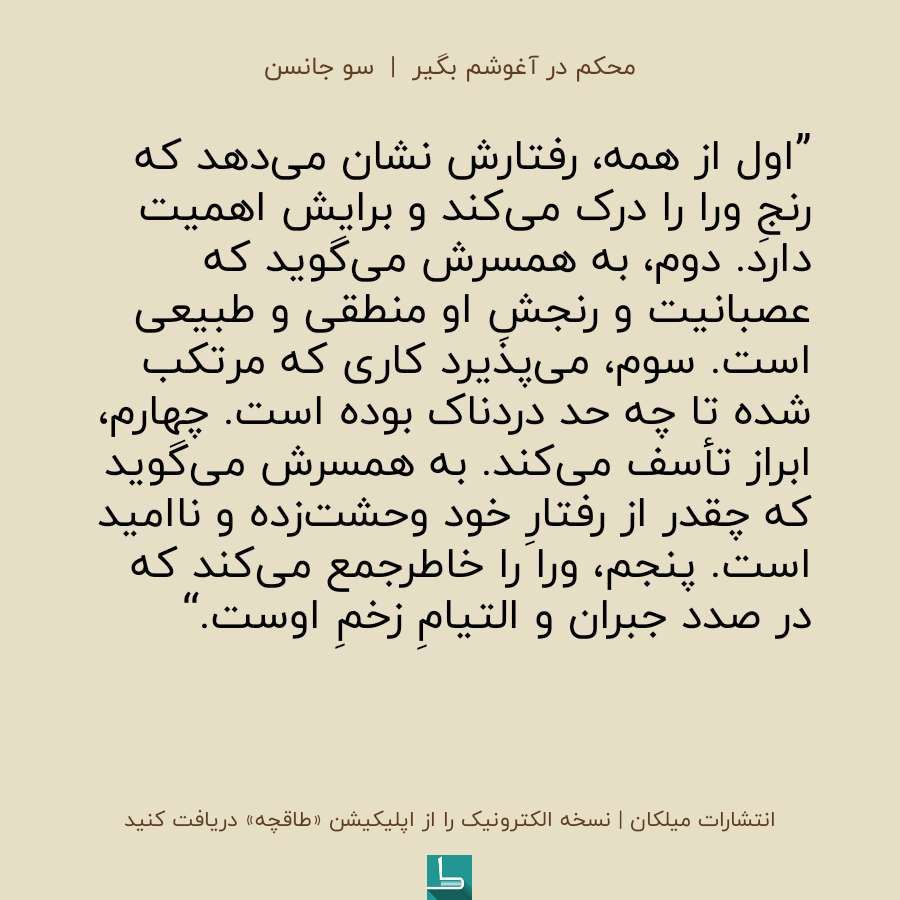 محکم در آغوشم بگیر | سو جانسن
”اول از همه، رفتارش نشان می‌دهد که
رنجِ ورا را درک می‌کند و برایش اهمیت
دارد. دوم، به همسرش می‌گوید که
عصبانیت و رنجشِ او منطقی و طبیعی
است. سوم، می‌پذیرد کاری که مرتکب
شده تا چه حد دردناک بوده است. چهارم،
ابراز تأسف می‌کند. به همسرش می‌گوید
که چقدر از رفتارِ خود وحشت‌زده و ناامید
است. پنجم، ورا را خاطرجمع می‌کند که
در صدد جبران و التیامِ زخمِ اوست.“
انتشارات میلکان | نسخه الکترونیک را از اپلیکیشن «طاقچه» دریافت کنید